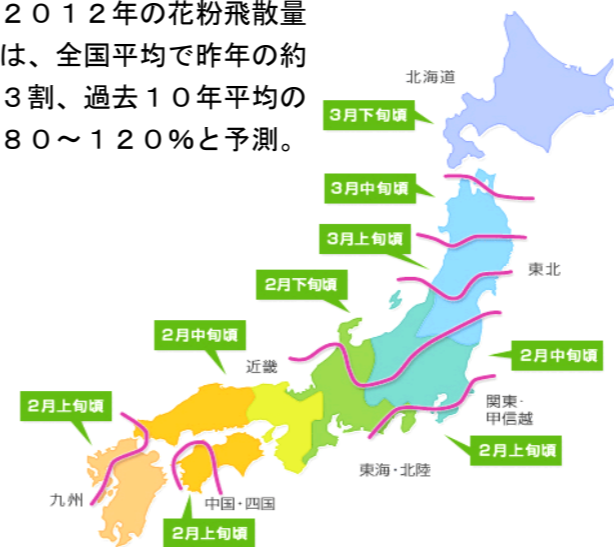 ２０１２年の花粉飛散量
は、全国平均で昨年の約
３割、過去１０年平均の
８０～１２０％と予測。
北海道
3月下旬頃
3月中旬頃
3月上旬頃
東北
2月下旬頃
2月中旬頃
近畿
2月中旬頃
関東・
甲信越
2月上旬頃
2月上旬頃
東海・北陸
九州
中国・四国
2月上旬頃